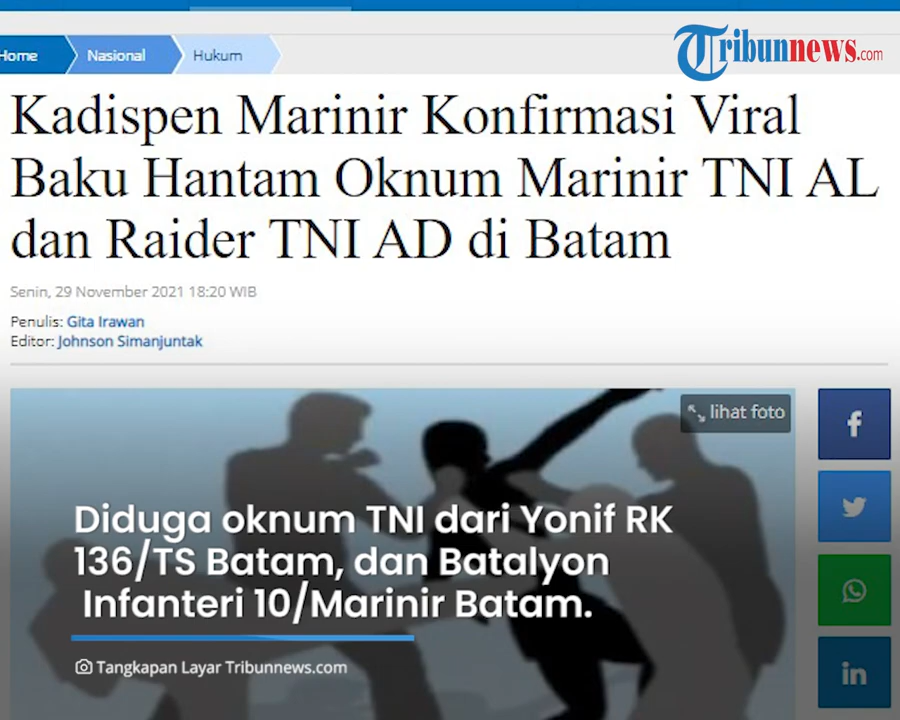 Home
Nasional
Hukum
Tribunnews.com
Kadispen Marinir Konfirmasi Viral
Baku Hantam Oknum Marinir TNI AL
dan Raider TNI AD di Batam
Senin, 29 November 2021 18:20 WIB
Penulis: Gita Irawan
Editor: Johnson Simanjuntak
lihat foto
Diduga oknum TNI dari Yonif RK
136/TS Batam, dan Batalyon
Infanteri 10/Marinir Batam.
Tangkapan Layar Tribunnews.com
f
in